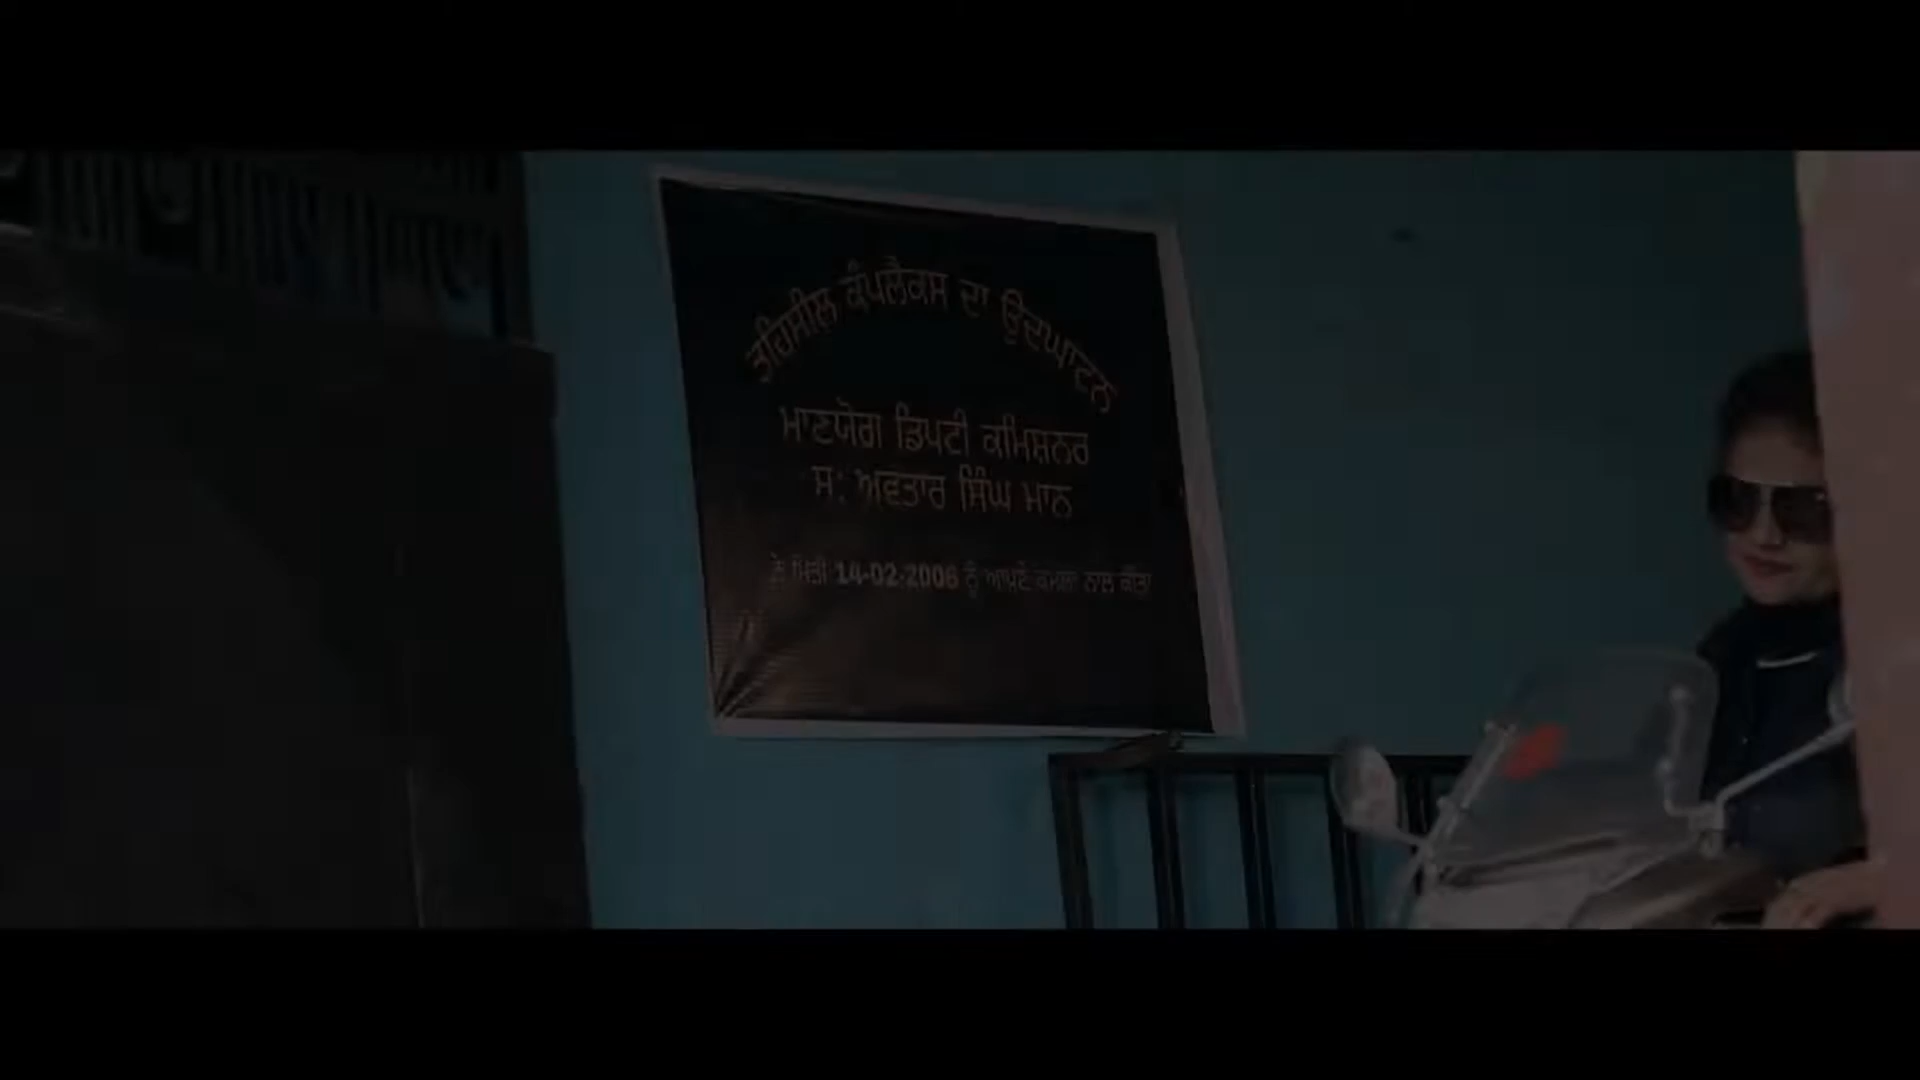 ਤਹਿਸੀਲ ਕੰਪਲੈਕਸ ਦਾ ਉਦਘਾਟਨ
ਮਾਣਯੋਗ ਡਿਪਟੀ ਕਮਿਸ਼ਨਰ
ਸ: ਅਵਤਾਰ ਸਿੰਘ ਮਾਨ
ਨੇ ਮਿਤੀ 14-02-2006 ਨੂੰ ਆਪਣੇ ਕਮਲਾਂ ਨਾਲ ਕੀਤਾ